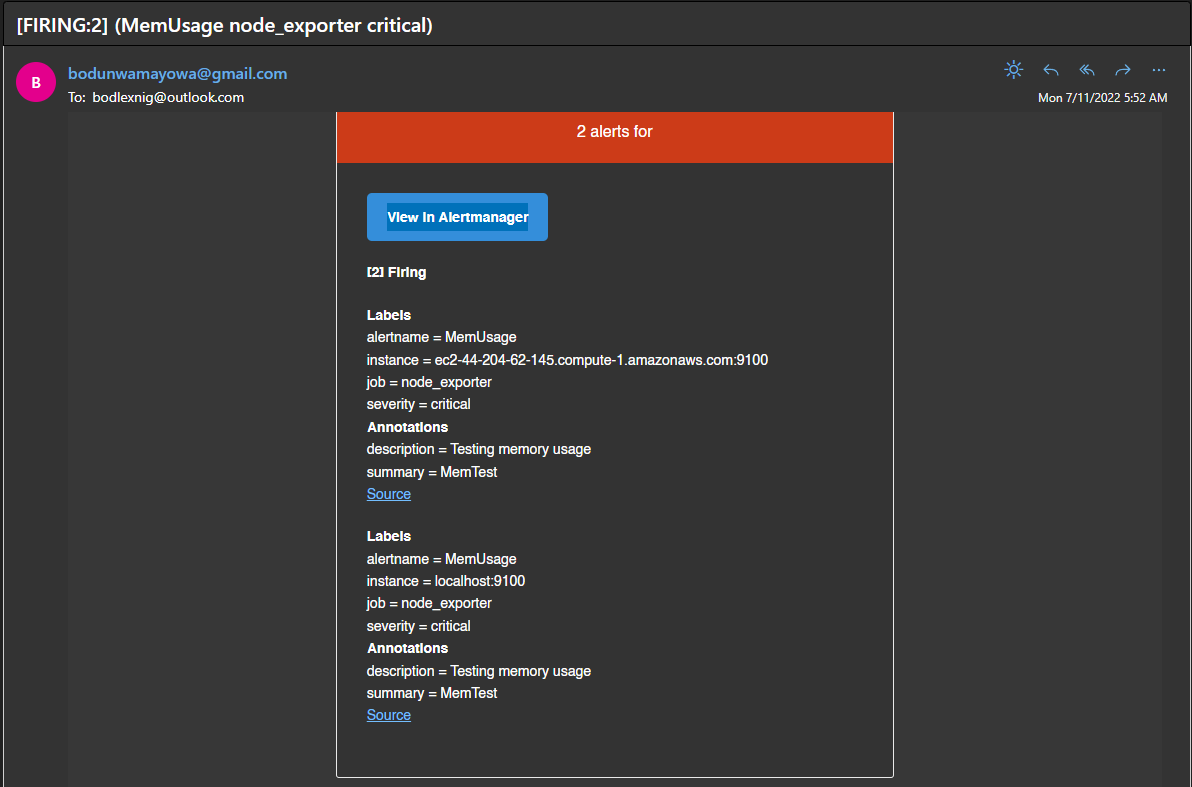 [FIRING:2] (MemUsage node_exporter critical)
B
bodunwamayowa@gmail.com
To: bodlexnig@outlook.com
Mon 7/11/2022 5:52 AM
2 alerts for
View in Alertmanager
[2] Firing
Labels
alertname = MemUsage
instance = ec2-44-204-62-145.compute-1.amazonaws.com:9100
job = node_exporter
severity = critical
Annotations
description = Testing memory usage
summary = MemTest
Source
Labels
alertname = MemUsage
instance = localhost:9100
job = node_exporter
severity = critical
Annotations
description = Testing memory usage
summary = MemTest
Source